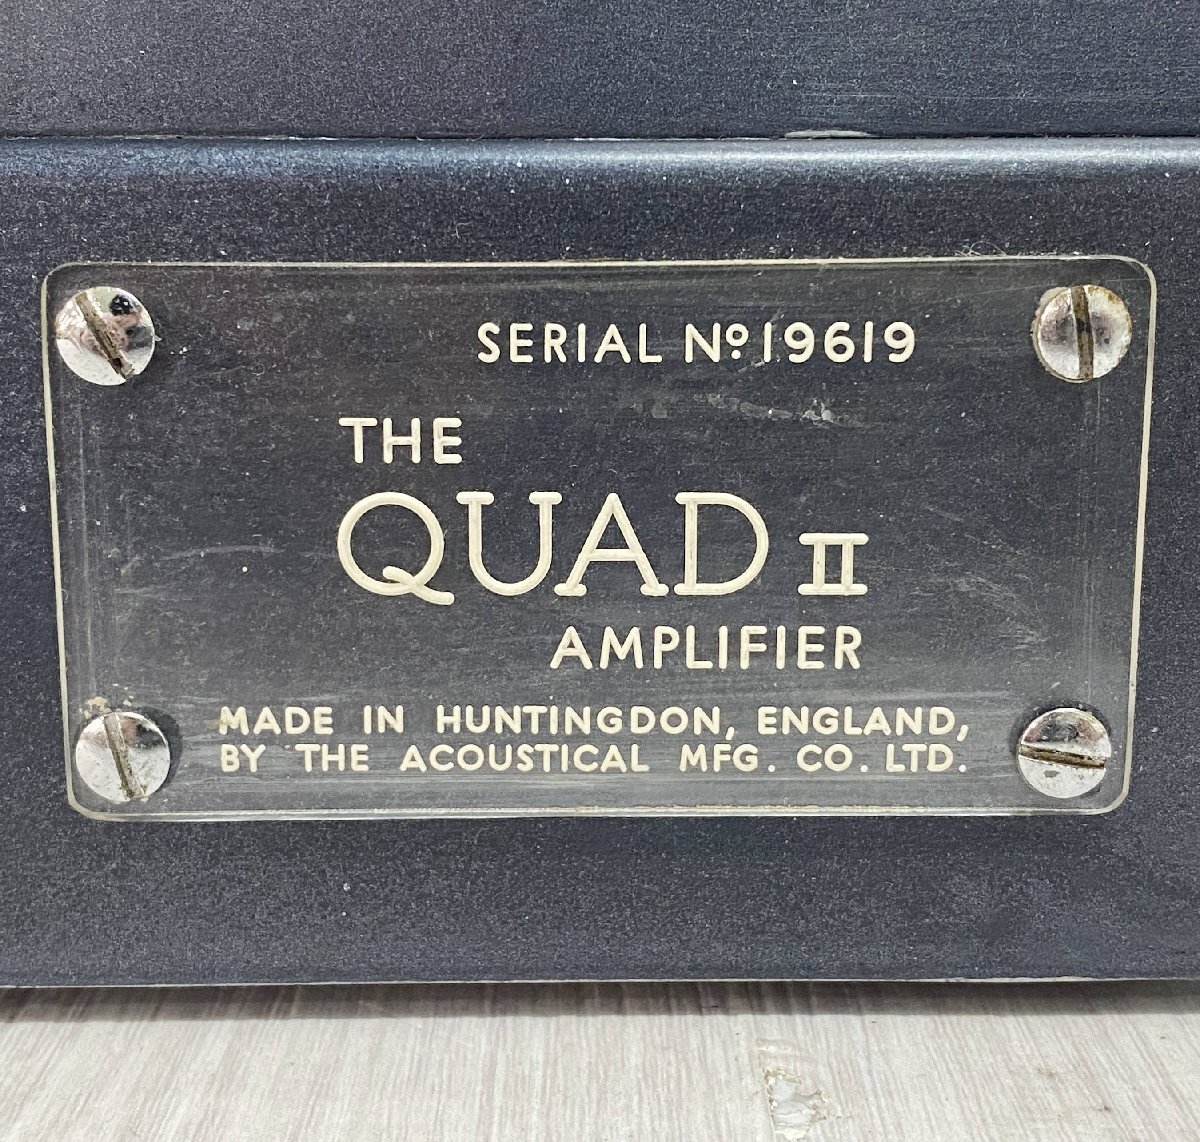 SERIAL Nº 19619
THE
QUAD II
AMPLIFIER
MADE IN HUNTINGDON, ENGLAND,
BY THE ACOUSTICAL MFG. CO. LTD.